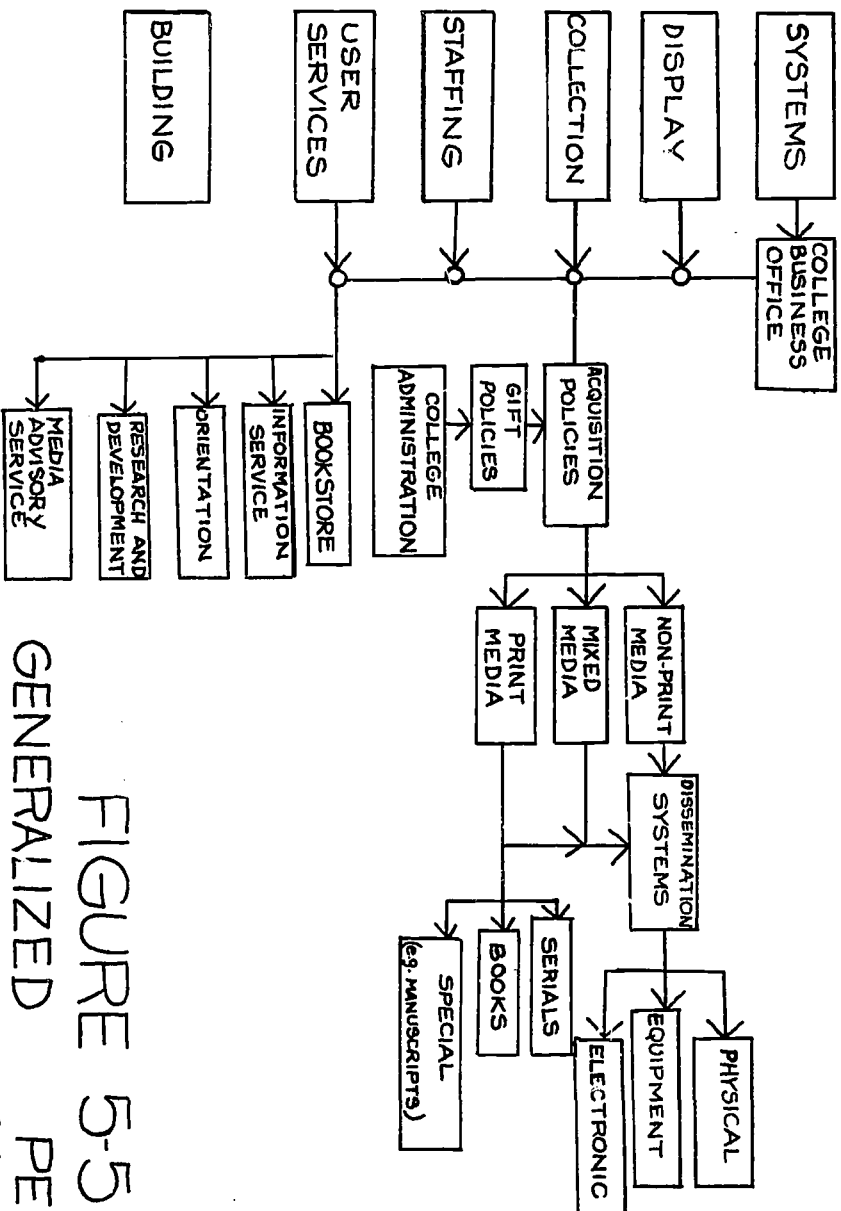 SYSTEMS
DISPLAY
COLLECTION
STAFFING
USER
SERVICES
BUILDING
COLLEGE
BUSINESS
OFFICE
ACQUISITION
POLICIES
GIFT
POLICIES
COLLEGE
ADMINISTRATION
BOOKSTORE
INFORMATION
SERVICE
ORIENTATION
RESEARCH AND
DEVELOPMENT
MEDIA
ADVISORY
SERVICE
NON-PRINT
MEDIA
MIXED
MEDIA
PRINT
MEDIA
DISSEMINATION
SYSTEMS
SERIALS
BOOKS
SPECIAL
(e.g. MANUSCRIPTS)
PHYSICAL
EQUIPMENT
ELECTRONIC
FIGURE 5-5
GENERALIZED PE